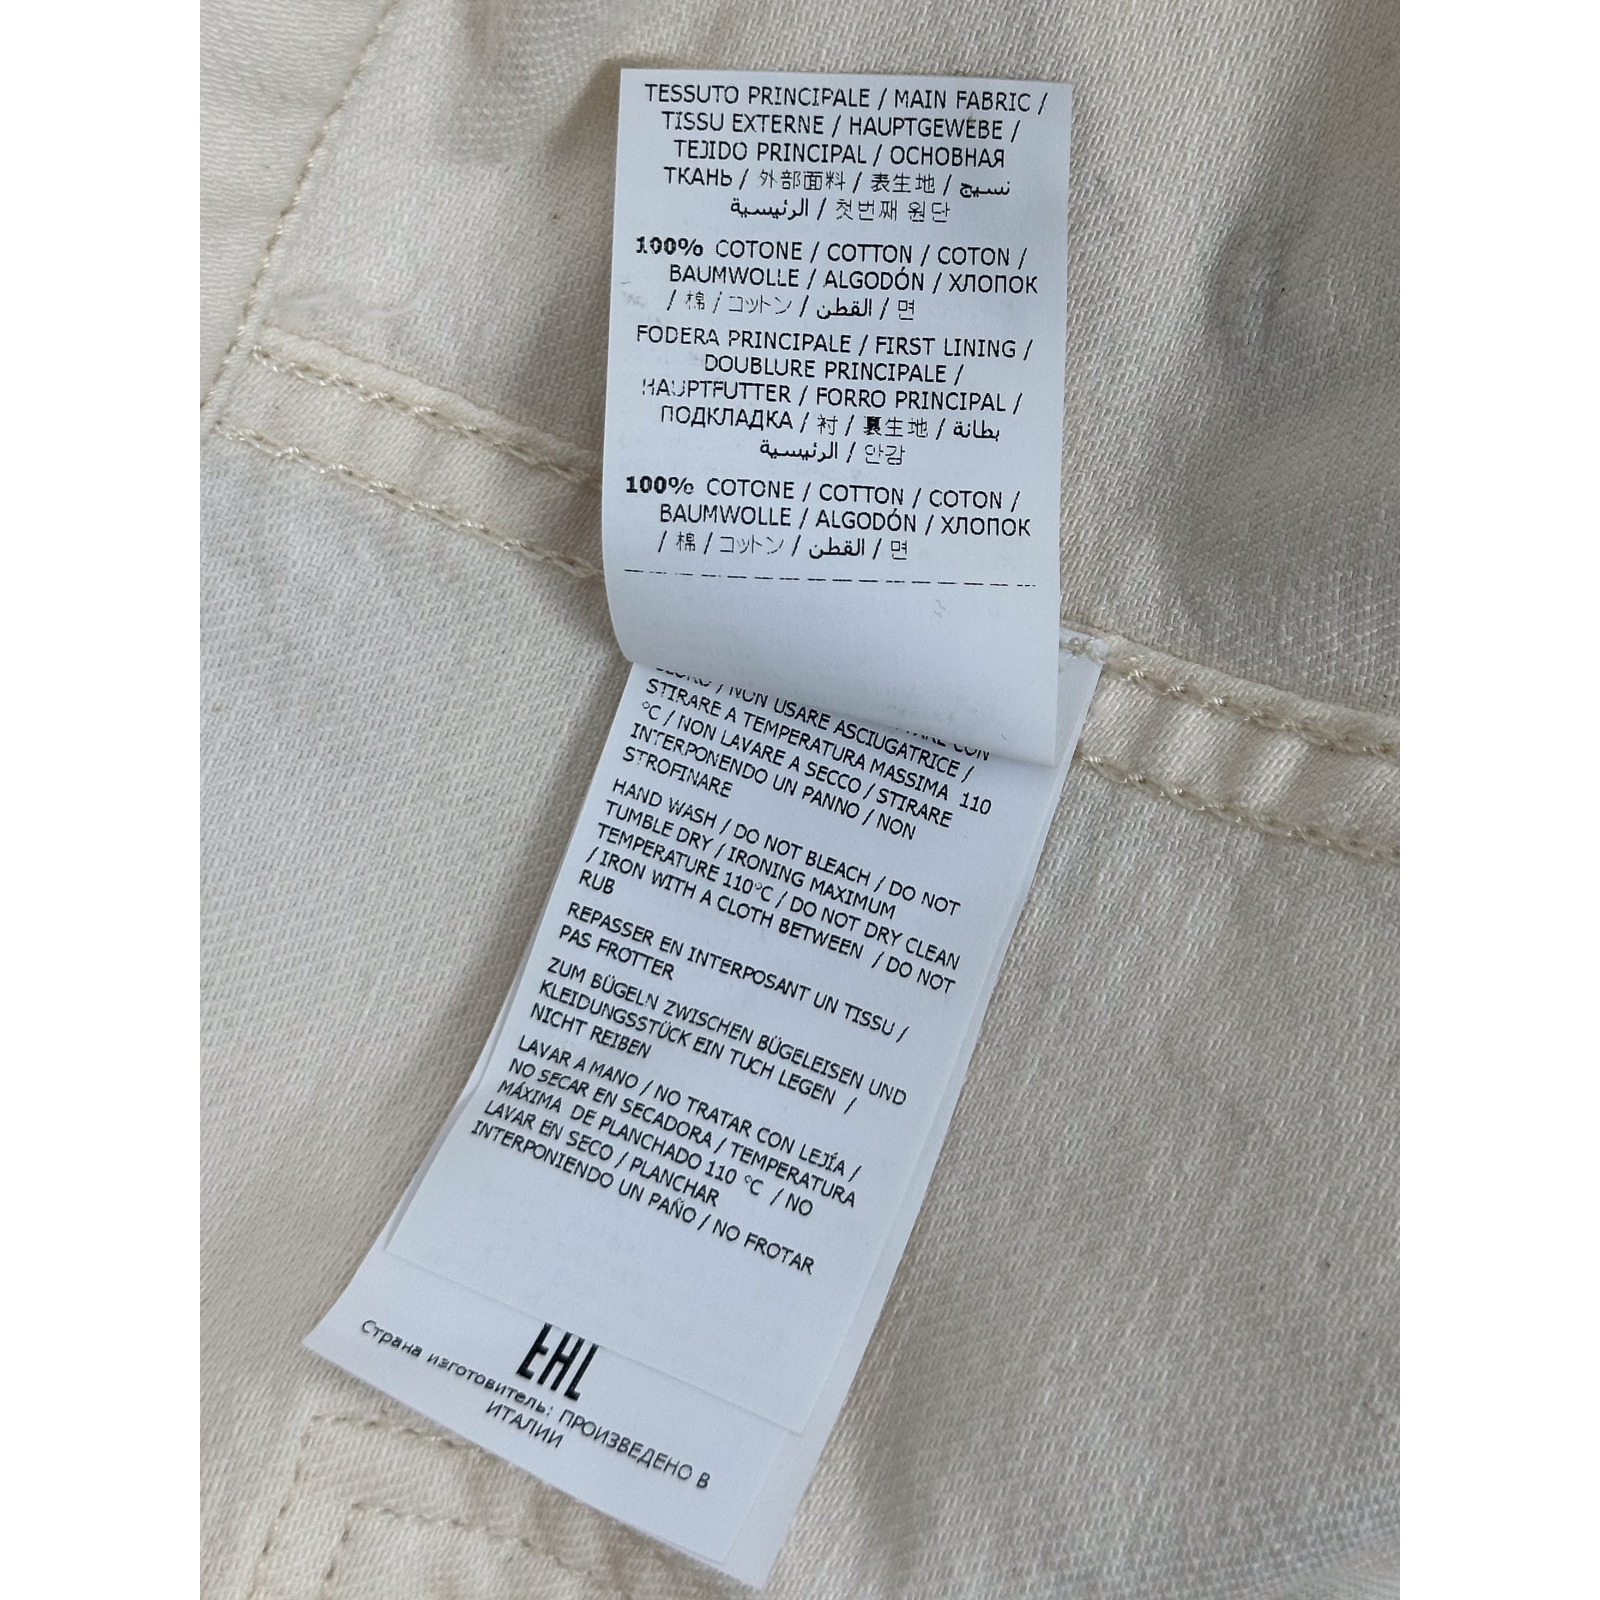 TESSUTO PRINCIPALE / MAIN FABRIC /
TISSU EXTERNE / HAUPTGEWEBE /
TEJIDO PRINCIPAL / ОСНОВНАЯ
ТКАНЬ / 外部面料 / 表生地 / نسيج
الرئيسية / 첫번째 원단
100% COTONE / COTTON / COTON /
BAUMWOLLE / ALGODÓN / ХЛОПОК
/ 棉 / コットン / القطن / 면
FODERA PRINCIPALE / FIRST LINING /
DOUBLURE PRINCIPALE /
HAUPTFUTTER / FORRO PRINCIPAL /
ПОДКЛАДКА / 衬 / 裏生地 / بطانة
الرئيسية / 안감
100% COTONE / COTTON / COTON /
BAUMWOLLE / ALGODÓN / ХЛОПОК
/ 棉 / コットン / القطن / 면
/ NON USARE ASCIUGATRICE /
STIRARE A TEMPERATURA MASSIMA 110
°C / NON LAVARE A SECCO / STIRARE
INTERPONENDO UN PANNO / NON
STROFINARE
HAND WASH / DO NOT BLEACH / DO NOT
TUMBLE DRY / IRONING MAXIMUM
TEMPERATURE 110°C / DO NOT DRY CLEAN
/ IRON WITH A CLOTH BETWEEN / DO NOT
RUB
REPASSER EN INTERPOSANT UN TISSU /
PAS FROTTER
ZUM BÜGELN ZWISCHEN BÜGELEISEN UND
KLEIDUNGSSTÜCK EIN TUCH LEGEN /
NICHT REIBEN
LAVAR A MANO / NO TRATAR CON LEJÍA /
NO SECAR EN SECADORA / TEMPERATURA
MÁXIMA DE PLANCHADO 110 °C / NO
LAVAR EN SECO / PLANCHAR
INTERPONIENDO UN PAÑO / NO FROTAR
EAC
Страна изготовитель: ПРОИЗВЕДЕНО В
ИТАЛИИ